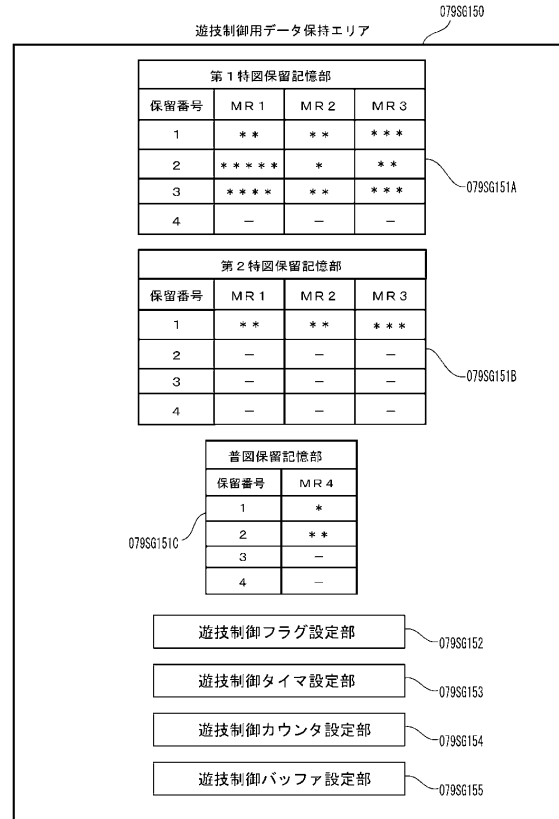 079SG150
遊技制御用データ保持エリア
第1特図保留記憶部
保留番号 MR1 MR2 MR3
1 ** ** ***
2 ***** * **
3 **** ** ***
4 － － －
079SG151A
第2特図保留記憶部
保留番号 MR1 MR2 MR3
1 ** ** ***
2 － － －
3 － － －
4 － － －
079SG151B
普図保留記憶部
保留番号 MR4
1 *
2 **
3 －
4 －
079SG151C
遊技制御フラグ設定部
079SG152
遊技制御タイマ設定部
079SG153
遊技制御カウンタ設定部
079SG154
遊技制御バッファ設定部
079SG155